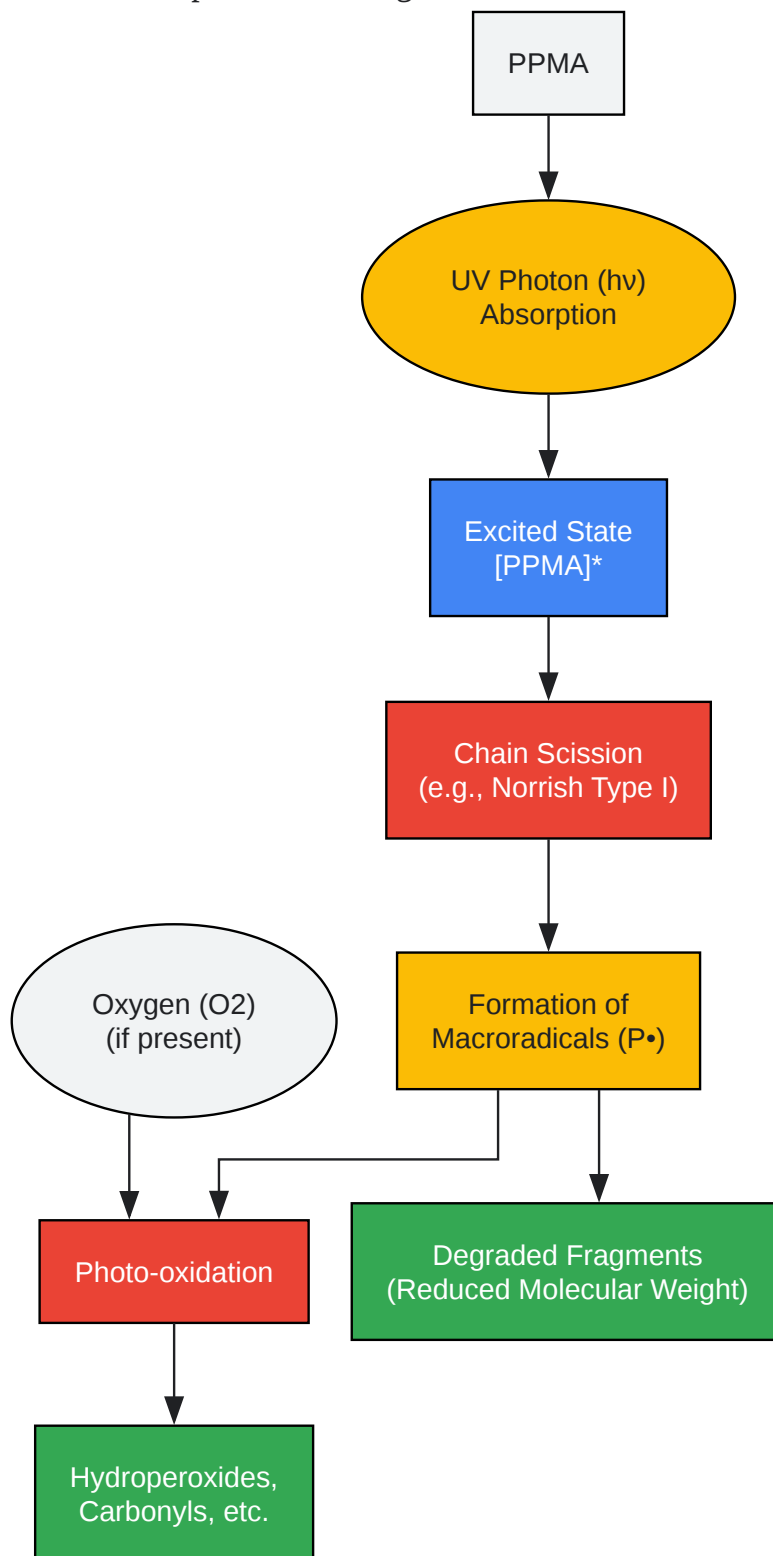 PPMA
UV Photon (hν)
Absorption
Excited State
[PPMA]*
Chain Scission
(e.g., Norrish Type I)
Oxygen (O2)
(if present)
Formation of
Macroradicals (P•)
Photo-oxidation
Degraded Fragments
(Reduced Molecular Weight)
Hydroperoxides,
Carbonyls, etc.